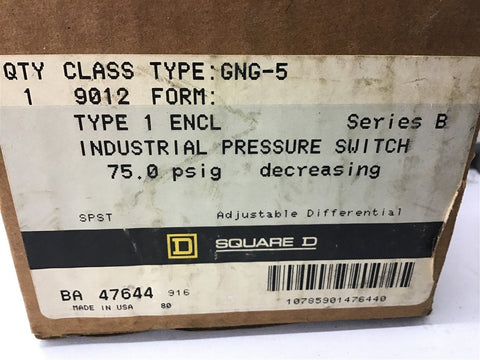 QTY CLASS TYPE:GNG-5
1 9012 FORM:
TYPE 1 ENCL Series B
INDUSTRIAL PRESSURE SWITCH
75.0 psig decreasing
SPST Adjustable Differential
D SQUARE D
BA 47644 916
MADE IN USA 80
10785901476440